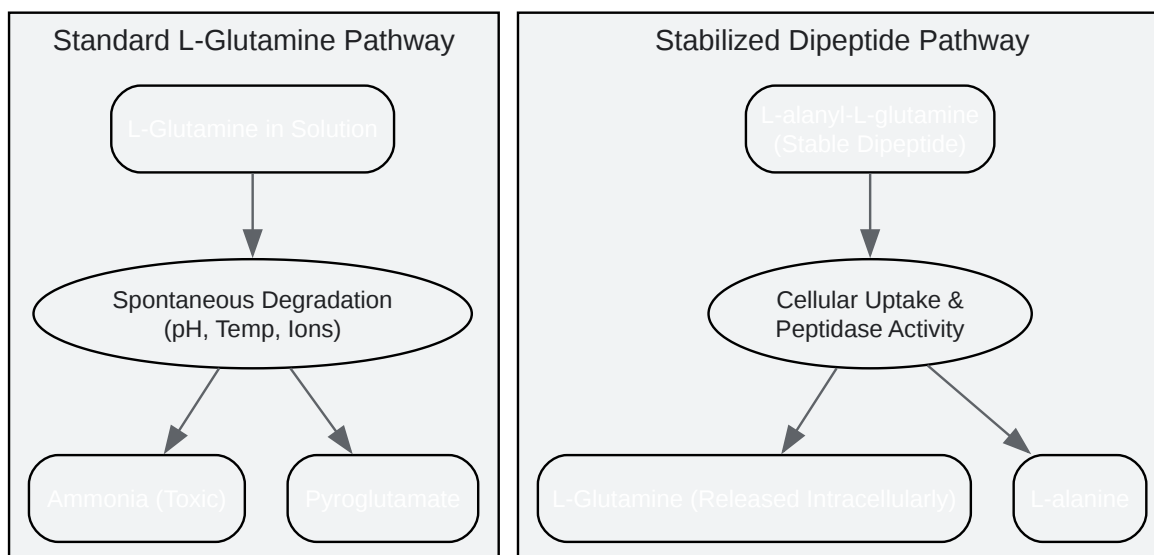 Standard L-Glutamine Pathway
L-Glutamine in Solution
Spontaneous Degradation
(pH, Temp, Ions)
Ammonia (Toxic)
Pyroglutamate
Stabilized Dipeptide Pathway
L-alanyl-L-glutamine
(Stable Dipeptide)
Cellular Uptake &
Peptidase Activity
L-Glutamine (Released Intracellularly)
L-alanine